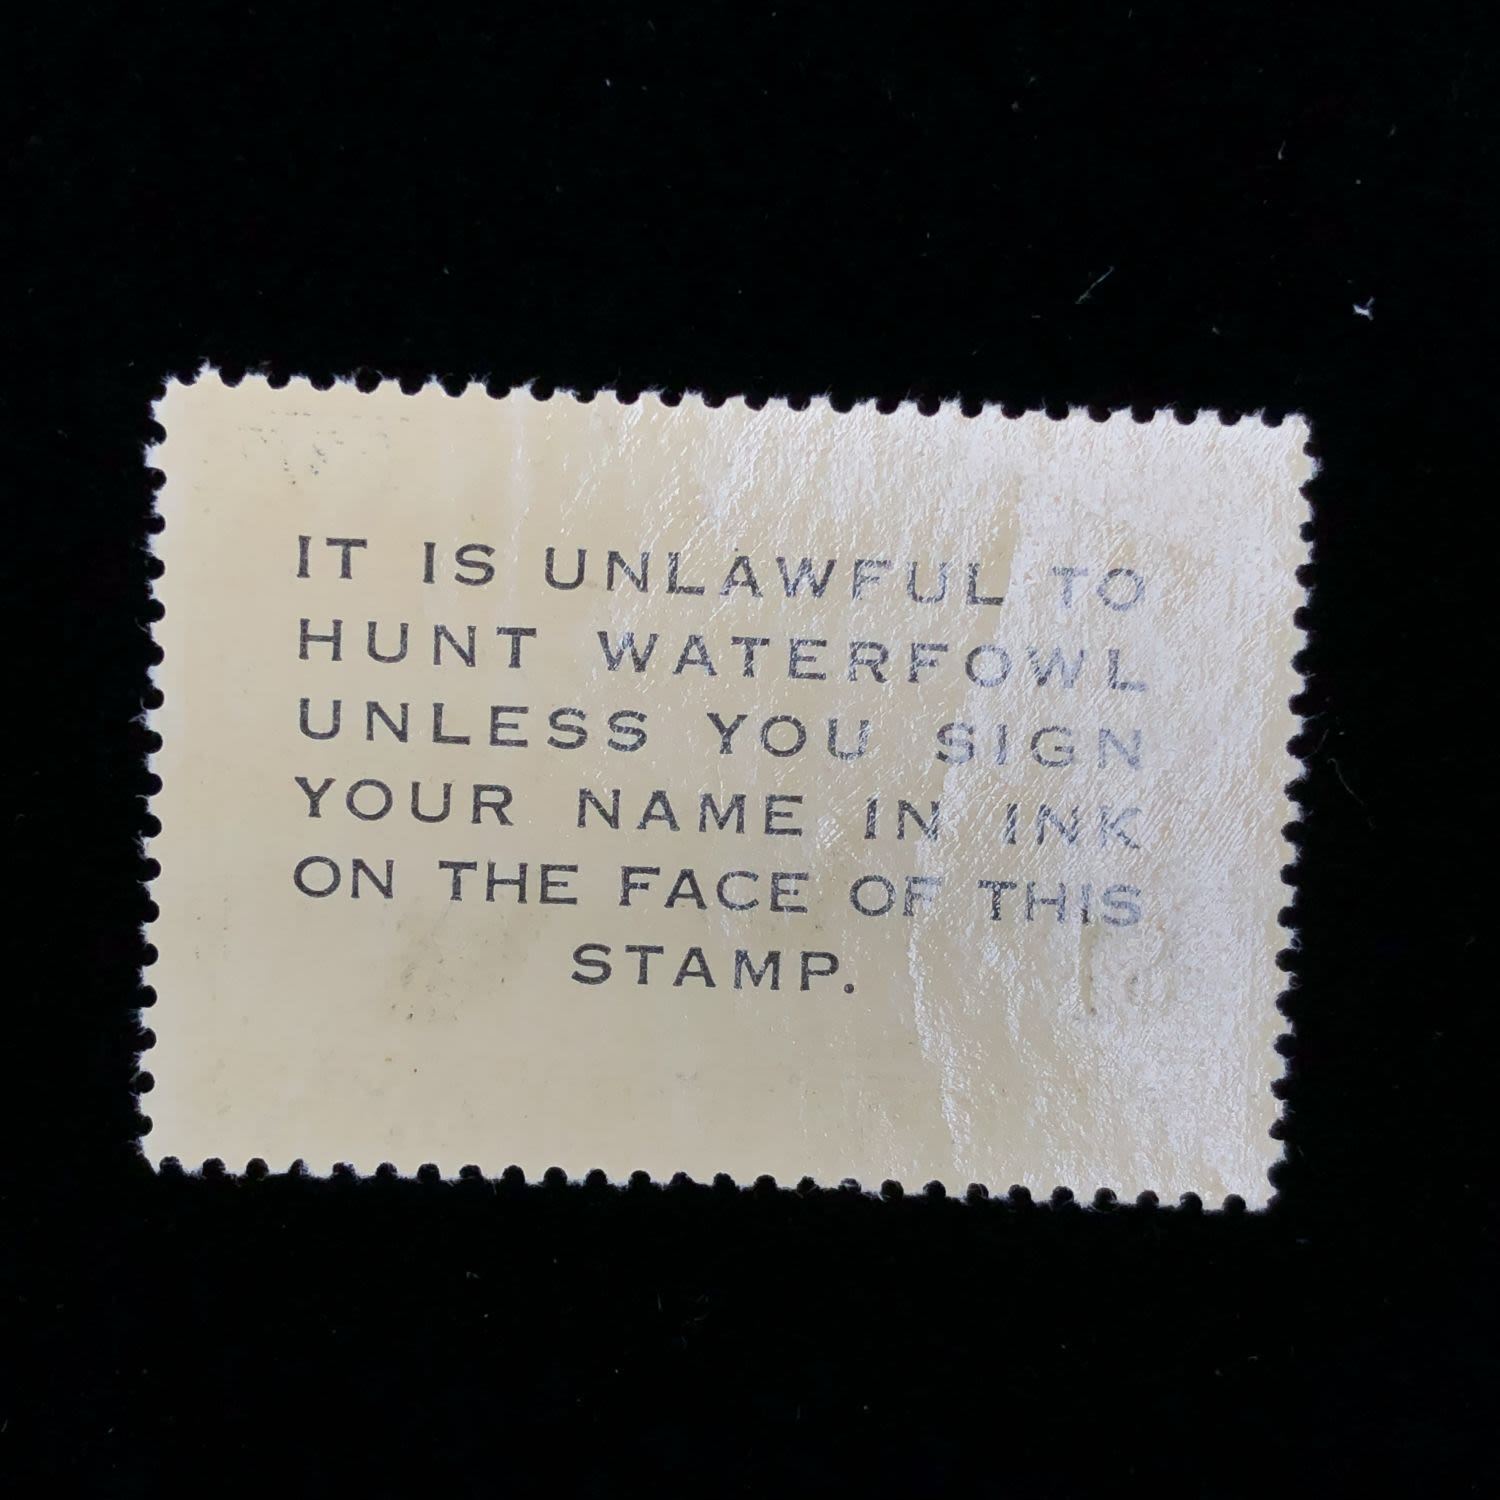 IT IS UNLAWFUL TO
HUNT WATERFOWL
UNLESS YOU SIGN
YOUR NAME IN INK
ON THE FACE OF THIS
STAMP.